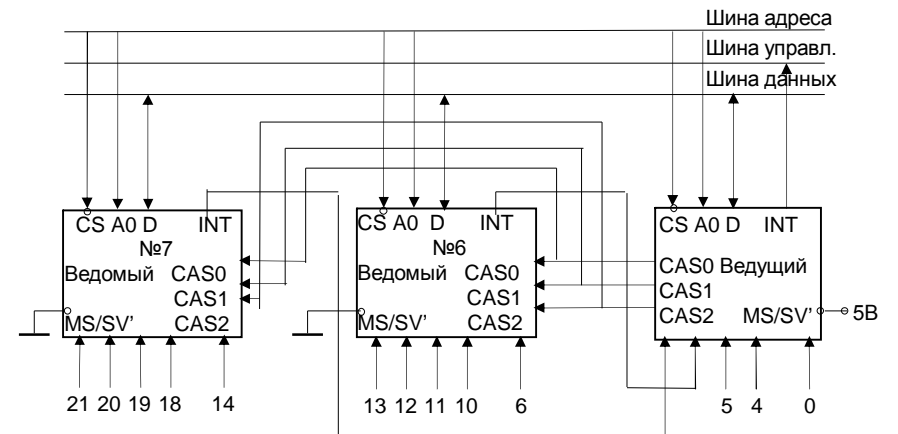 Шина адреса
Шина управл.
Шина данных
CS A0 D INT
№7
Ведомый CAS0
CAS1
MS/SV' CAS2
21 20 19 18 14
CS A0 D INT
№6
Ведомый CAS0
CAS1
MS/SV' CAS2
13 12 11 10 6
CS A0 D INT
CAS0 Ведущий
CAS1
CAS2 MS/SV' 5В
5 4 0